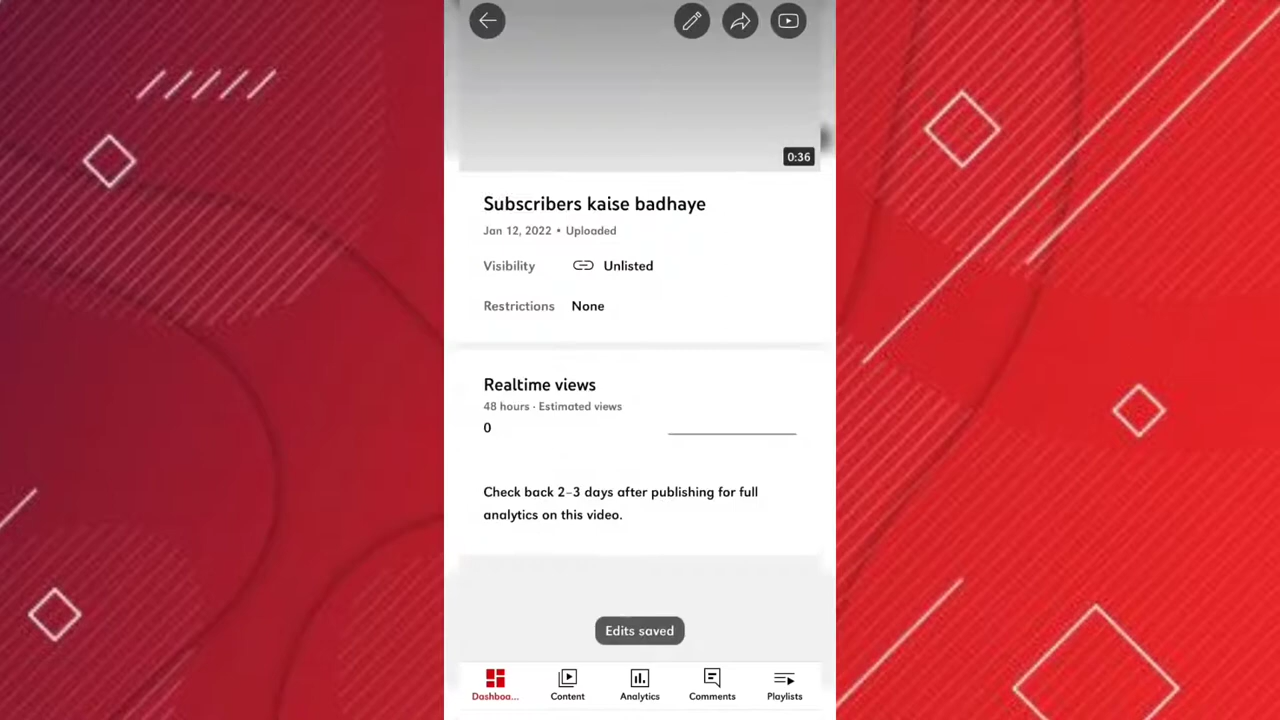 0:36
Subscribers kaise badhaye
Jan 12, 2022 • Uploaded
Visibility Unlisted
Restrictions None
Realtime views
48 hours · Estimated views
0
Check back 2–3 days after publishing for full
analytics on this video.
Edits saved
Dashboa... Content Analytics Comments Playlists